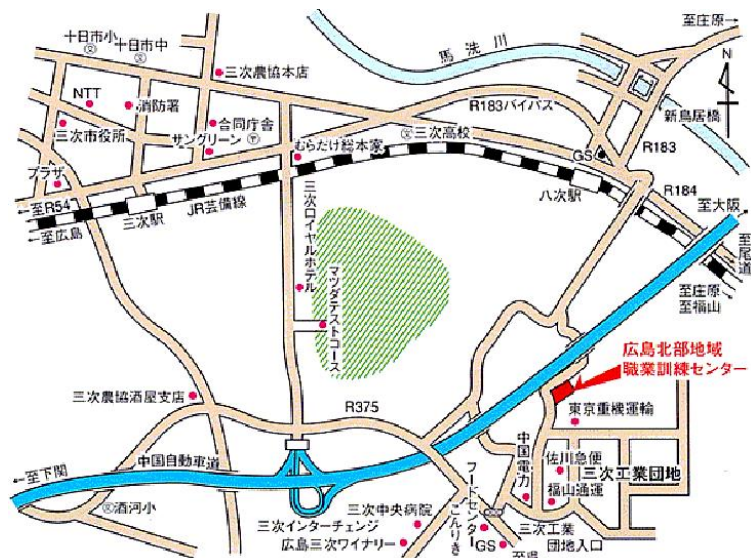 至庄原→
十日市小
十日市中
文
文
三次農協本店
馬洗川
N
NTT
消防署
R183バイパス
新鳥居橋
三次市役所
合同庁舎
サングリーン
〒
文三次高校
むらたけ総本家
GS
R183
プラザ
R184
←至R54
三次駅
JR芸備線
八次駅
至大阪
←至広島
三次ロイヤルホテル
マツダテストコース
至尾道
至庄原
至福山
広島北部地域
職業訓練センター
三次農協酒屋支店
R375
東京重機運輸
中国電力
佐川急便
三次工業団地
福山通運
←至下関
中国自動車道
フードセンター
ごんりき
文酒河小
三次中央病院
三次インターチェンジ
三次工業
団地入口
広島三次ワイナリー
GS